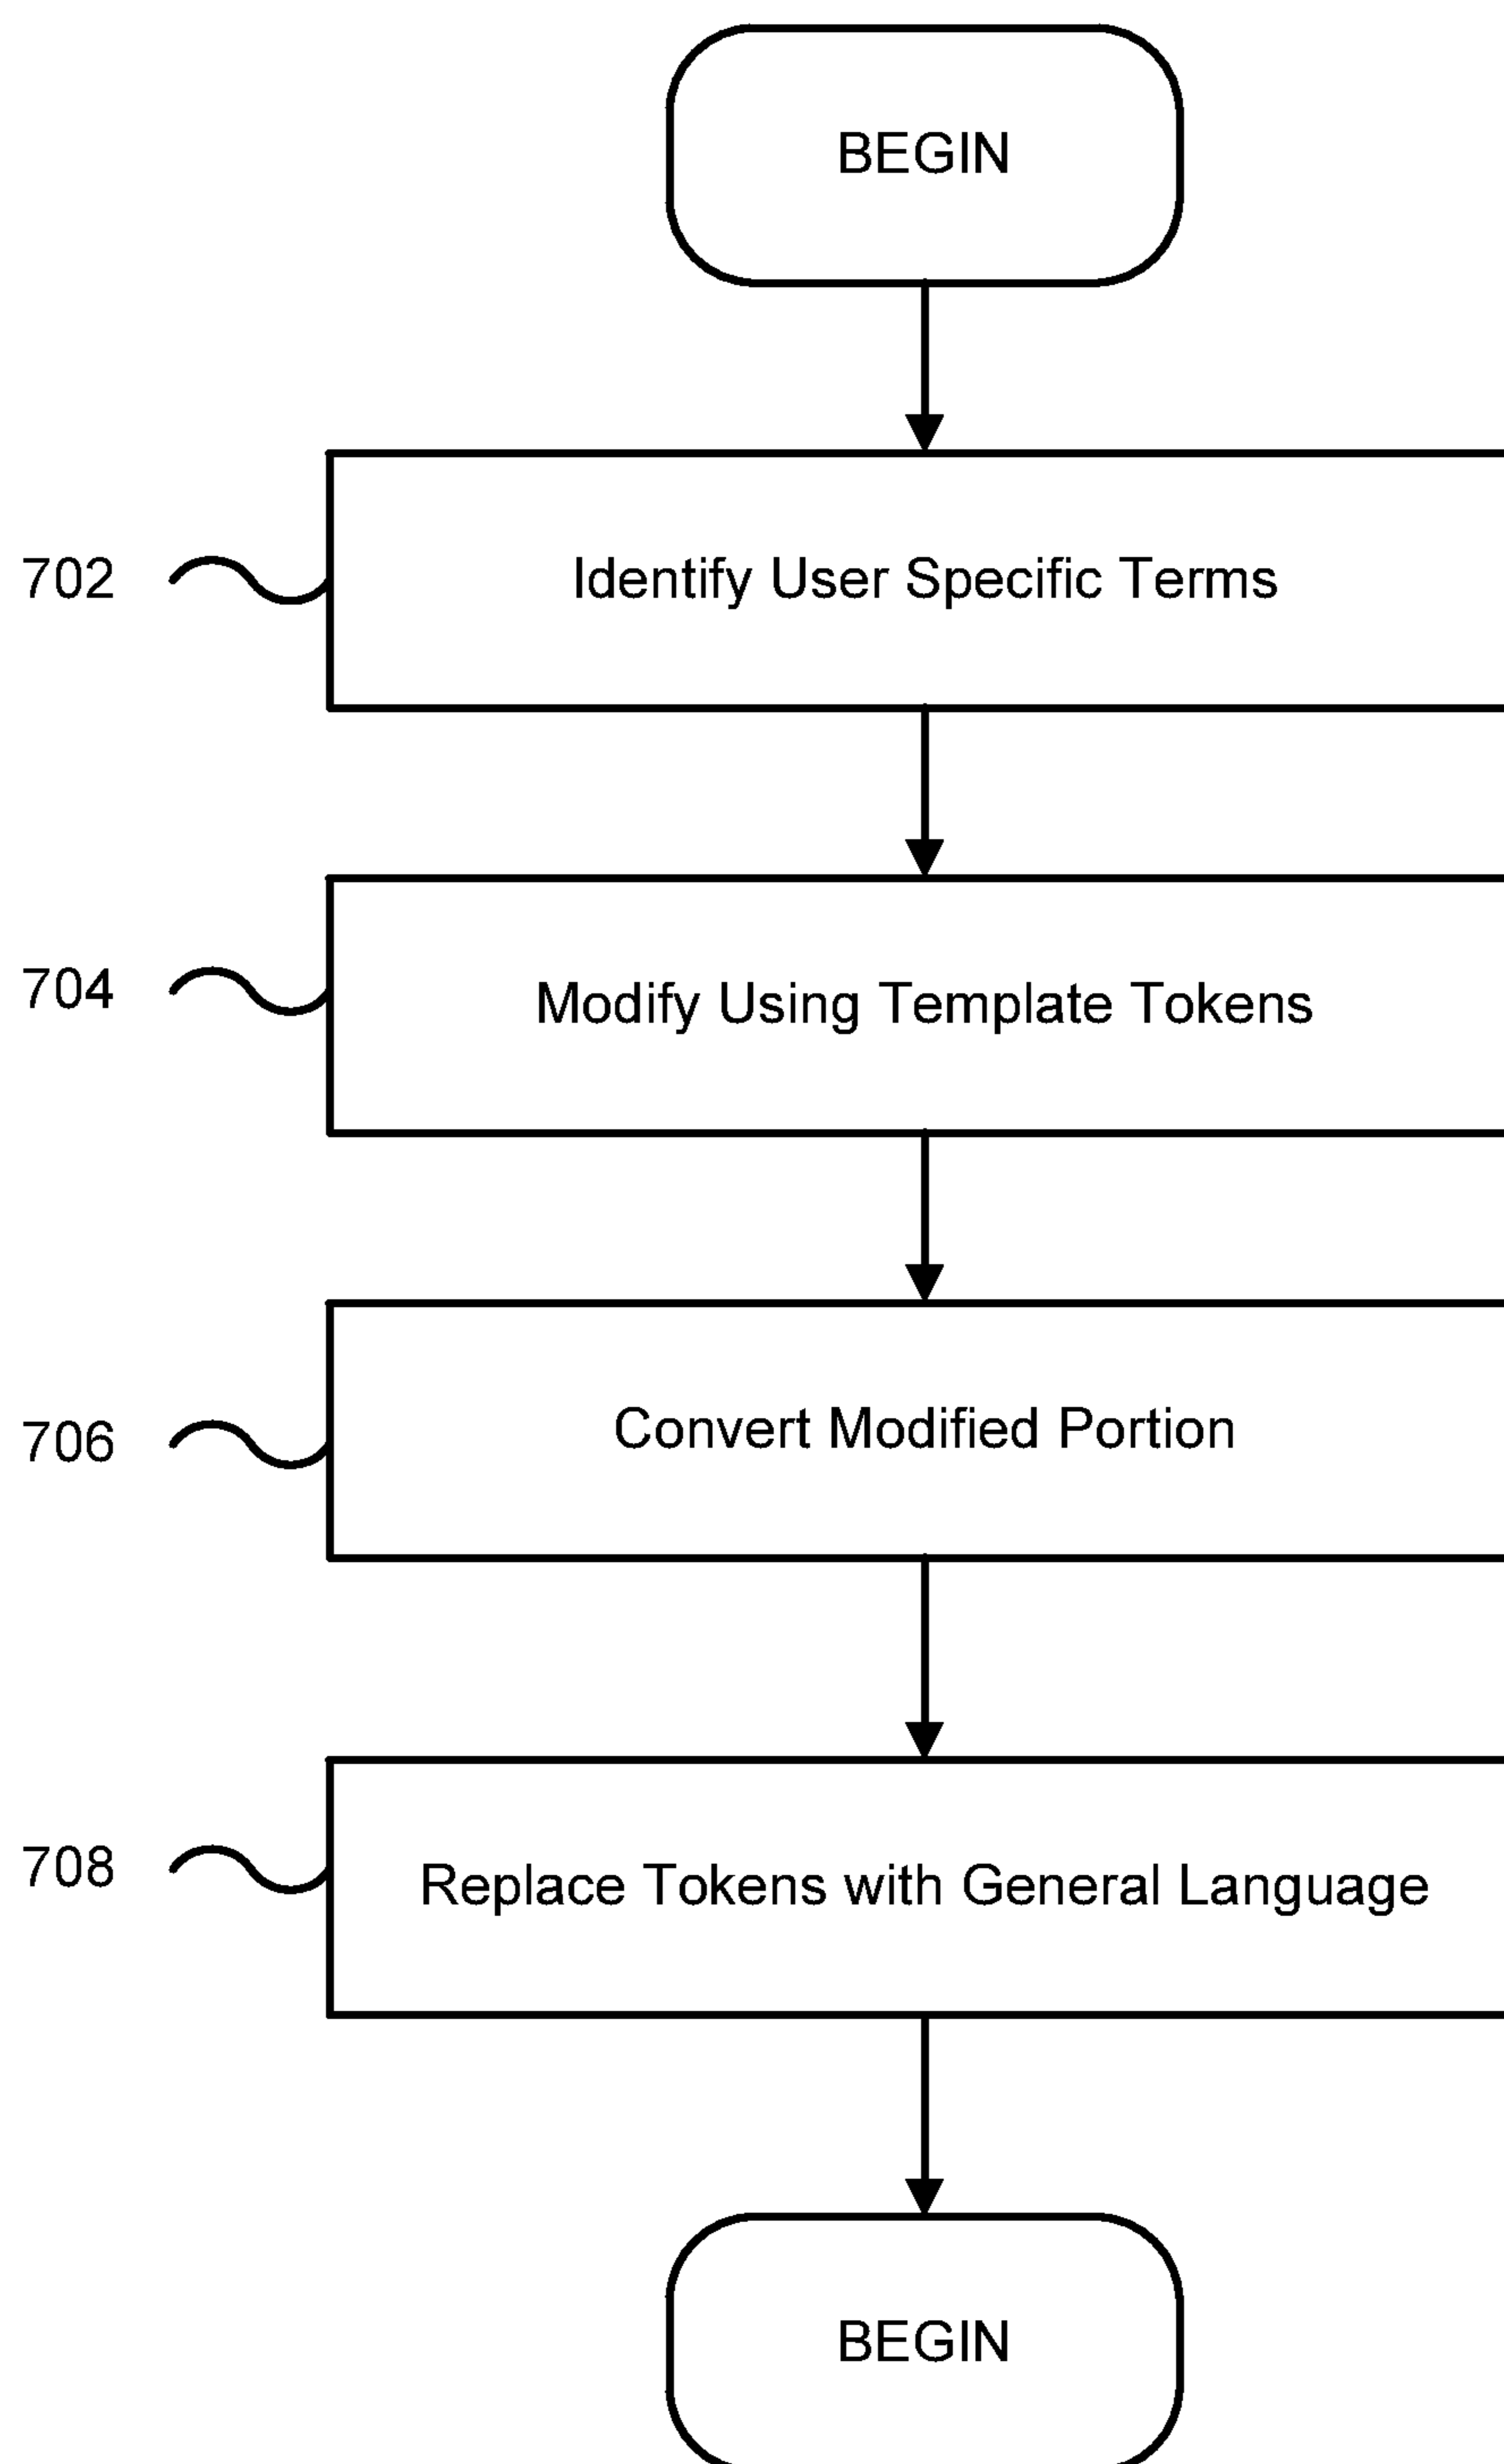 BEGIN
702 Identify User Specific Terms
704 Modify Using Template Tokens
706 Convert Modified Portion
708 Replace Tokens with General Language
BEGIN